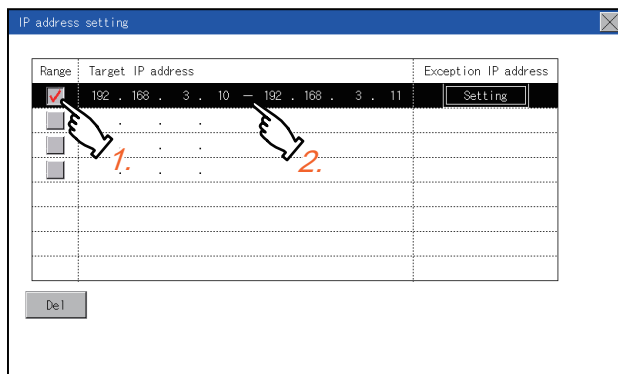 IP address setting
Range Target IP address Exception IP address
192 . 168 . 3 . 10 — 192 . 168 . 3 . 11 Setting
. . .
. . .
1. 2.
. . .
Del